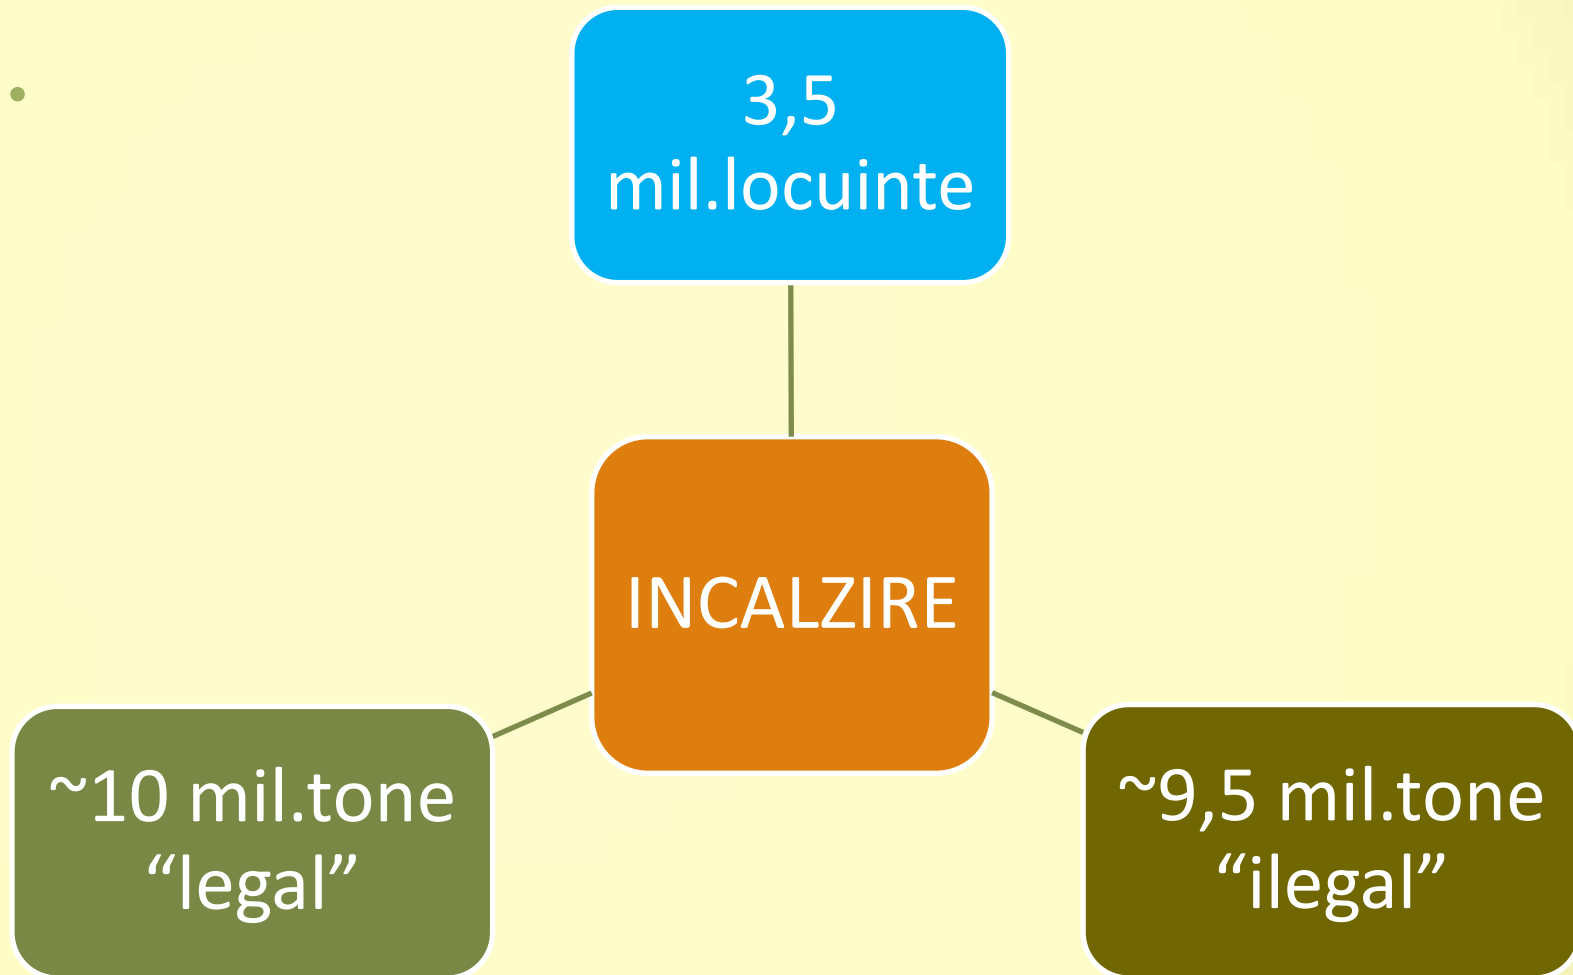 3,5
mil.locuinte
INCALZIRE
~10 mil.tone
“legal”
~9,5 mil.tone
“ilegal”